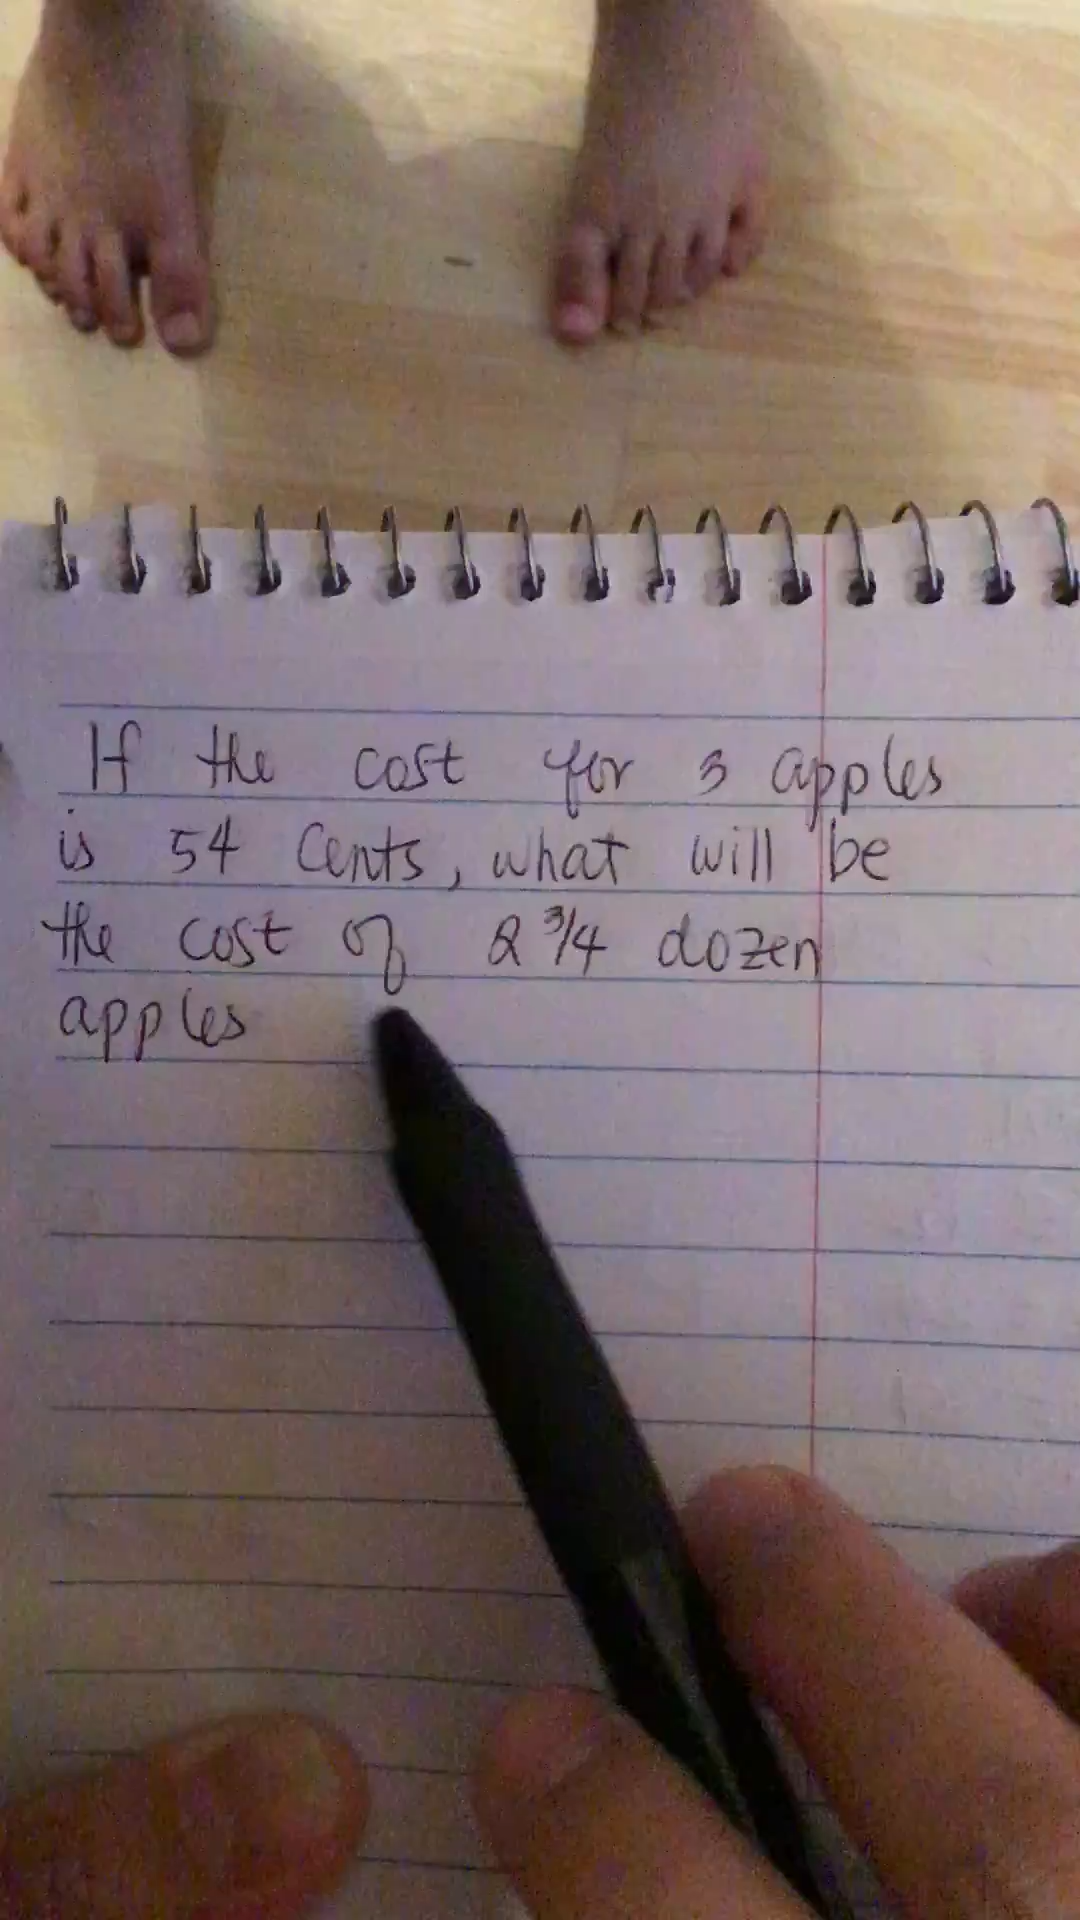 If the cost for 3 apples
is 54 Cents, what will be
the cost of 2 3/4 dozen
apples